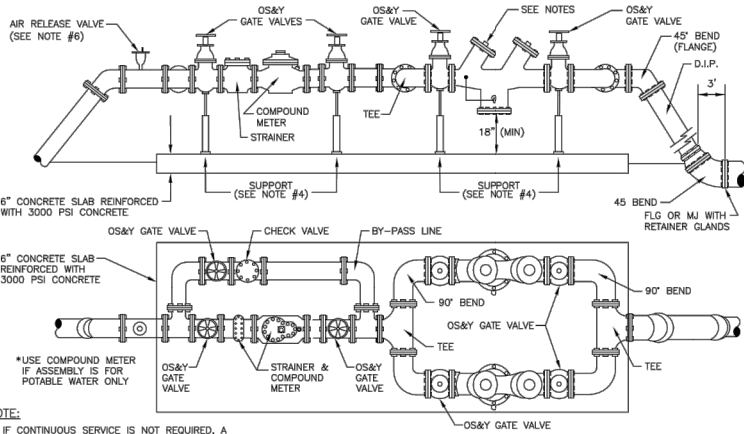 OS&Y
GATE VALVES
OS&Y
GATE VALVE
SEE NOTES
OS&Y
GATE VALVE
AIR RELEASE VALVE
(SEE NOTE #6)
45° BEND
(FLANGE)
D.I.P.
3'
COMPOUND
METER
STRAINER
TEE
18" (MIN)
SUPPORT
(SEE NOTE #4)
SUPPORT
(SEE NOTE #4)
6" CONCRETE SLAB REINFORCED
WITH 3000 PSI CONCRETE
45 BEND
FLG OR MJ WITH
RETAINER GLANDS
OS&Y GATE VALVE
CHECK VALVE
BY-PASS LINE
6" CONCRETE SLAB
REINFORCED WITH
3000 PSI CONCRETE
90° BEND
90° BEND
OS&Y GATE VALVE
TEE
TEE
*USE COMPOUND METER
IF ASSEMBLY IS FOR
POTABLE WATER ONLY
OS&Y
GATE
VALVE
STRAINER &
COMPOUND
METER
OS&Y
GATE
VALVE
OS&Y GATE VALVE
NOTE:
IF CONTINUOUS SERVICE IS NOT REQUIRED, A